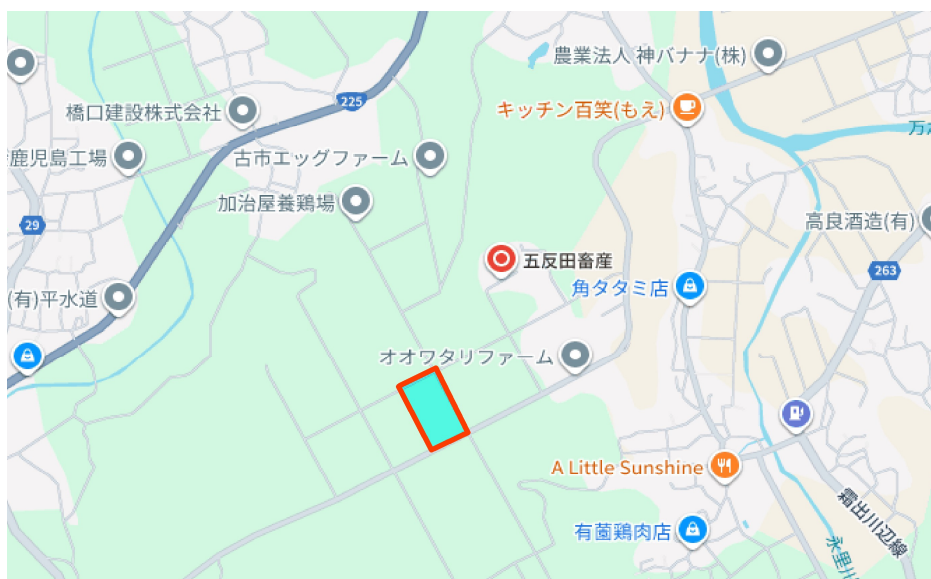 農業法人 神バナナ(株)
キッチン百笑(もえ)
225
橋口建設株式会社
万
鹿児島工場
古市エッグファーム
加治屋養鶏場
29
高良酒造(有)
五反田畜産
263
(有)平水道
角タタミ店
オオワタリファーム
A Little Sunshine
霜出川辺線
有薗鶏肉店
永里川